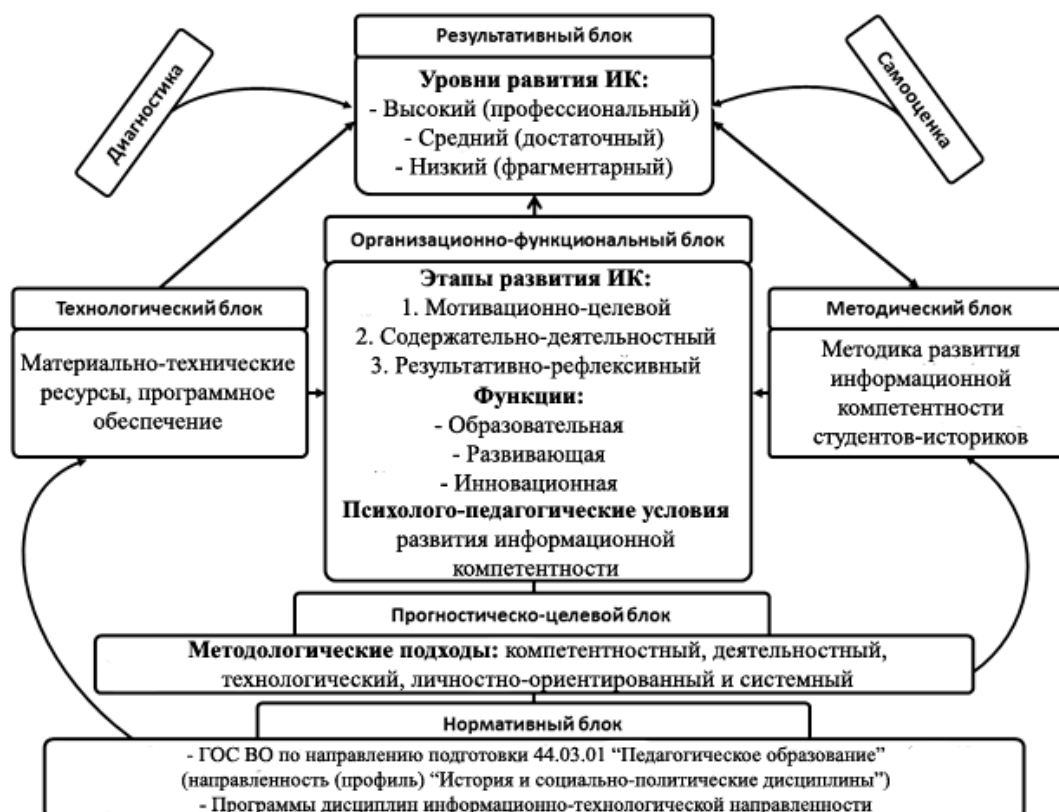 Результативный блок
Уровни равития ИК:
- Высокий (профессиональный)
- Средний (достаточный)
- Низкий (фрагментарный)
Диагностика
Самооценка
Организационно-функциональный блок
Этапы развития ИК:
1. Мотивационно-целевой
2. Содержательно-деятельностный
3. Результативно-рефлексивный
Функции:
- Образовательная
- Развивающая
- Инновационная
Психолого-педагогические условия
развития информационной
компетентности
Технологический блок
Материально-технические
ресурсы, программное
обеспечение
Методический блок
Методика развития
информационной
компетентности
студентов-историков
Прогностическо-целевой блок
Методологические подходы: компетентностный, деятельностный,
технологический, личностно-ориентированный и системный
Нормативный блок
- ГОС ВО по направлению подготовки 44.03.01 “Педагогическое образование”
(направленность (профиль) “История и социально-политические дисциплины”)
- Программы дисциплин информационно-технологической направленности